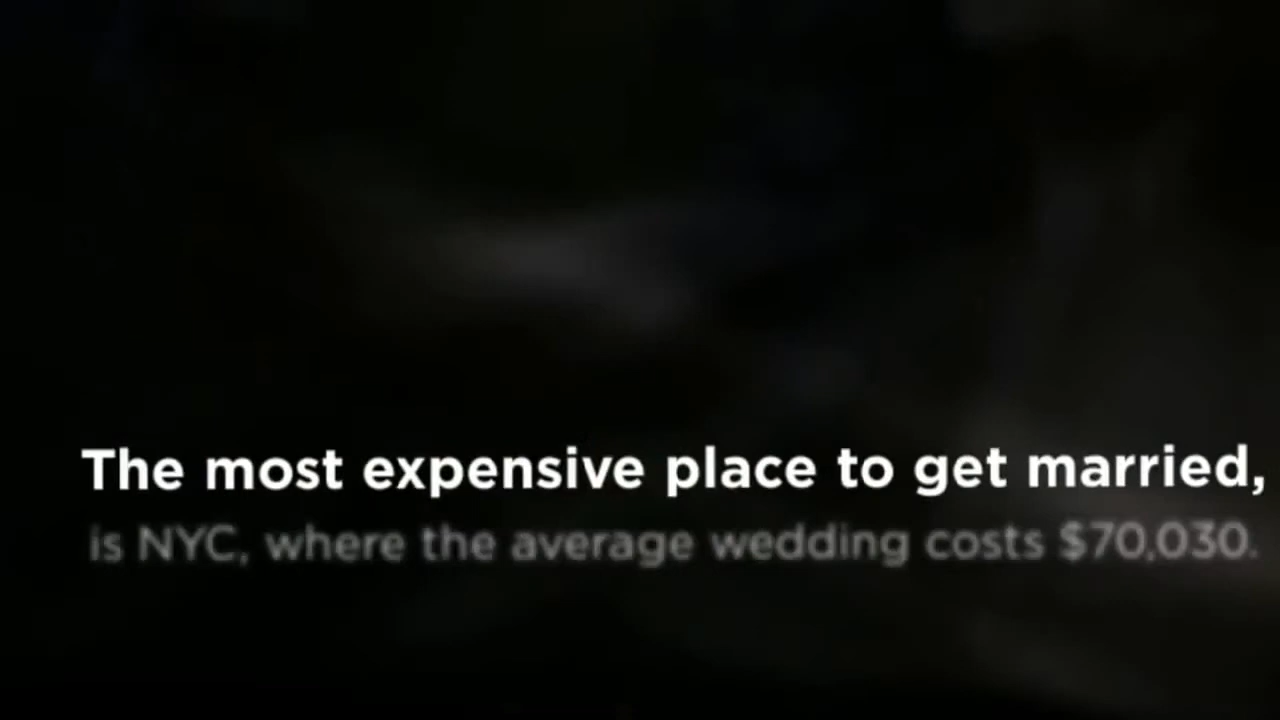 The most expensive place to get married,
is NYC, where the average wedding costs $70,030.